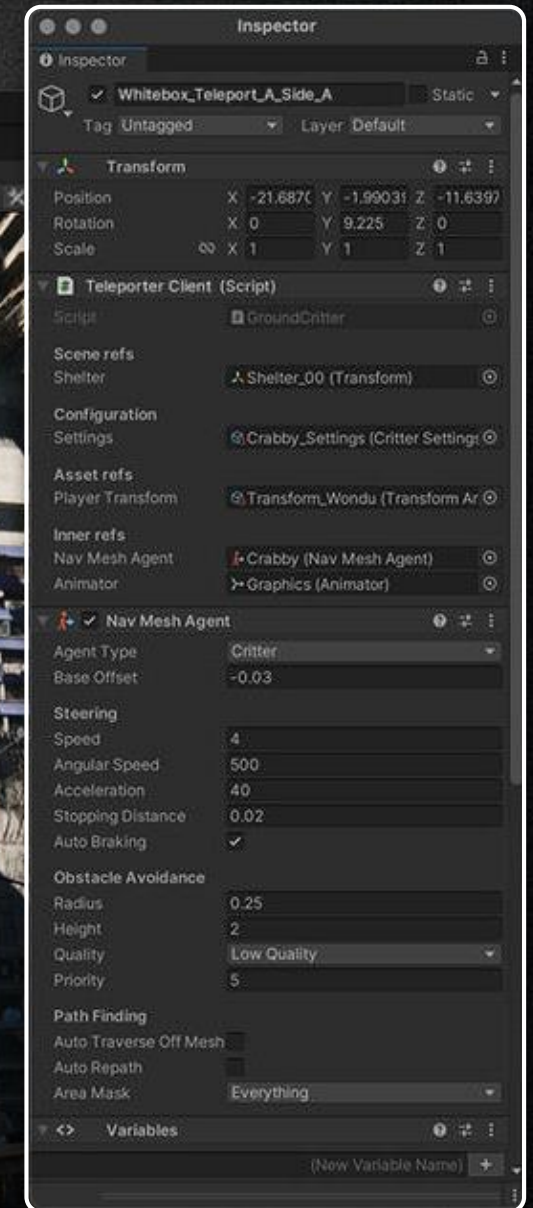 Inspector
Inspector
Whitebox_Teleport_A_Side_A Static
Tag Untagged Layer Default
Transform
Position X -21.687( Y -1.99031 Z -11.6397
Rotation X 0 Y 9.225 Z 0
Scale X 1 Y 1 Z 1
Teleporter Client (Script)
Script GroundCritter
Scene refs
Shelter Shelter_00 (Transform)
Configuration
Settings Crabby_Settings (Critter Settings
Asset refs
Player Transform Transform_Wondu (Transform Ar
Inner refs
Nav Mesh Agent Crabby (Nav Mesh Agent)
Animator Graphics (Animator)
Nav Mesh Agent
Agent Type Critter
Base Offset -0.03
Steering
Speed 4
Angular Speed 500
Acceleration 40
Stopping Distance 0.02
Auto Braking
Obstacle Avoidance
Radius 0.25
Height 2
Quality Low Quality
Priority 5
Path Finding
Auto Traverse Off Mesh
Auto Repath
Area Mask Everything
<> Variables
(New Variable Name) +